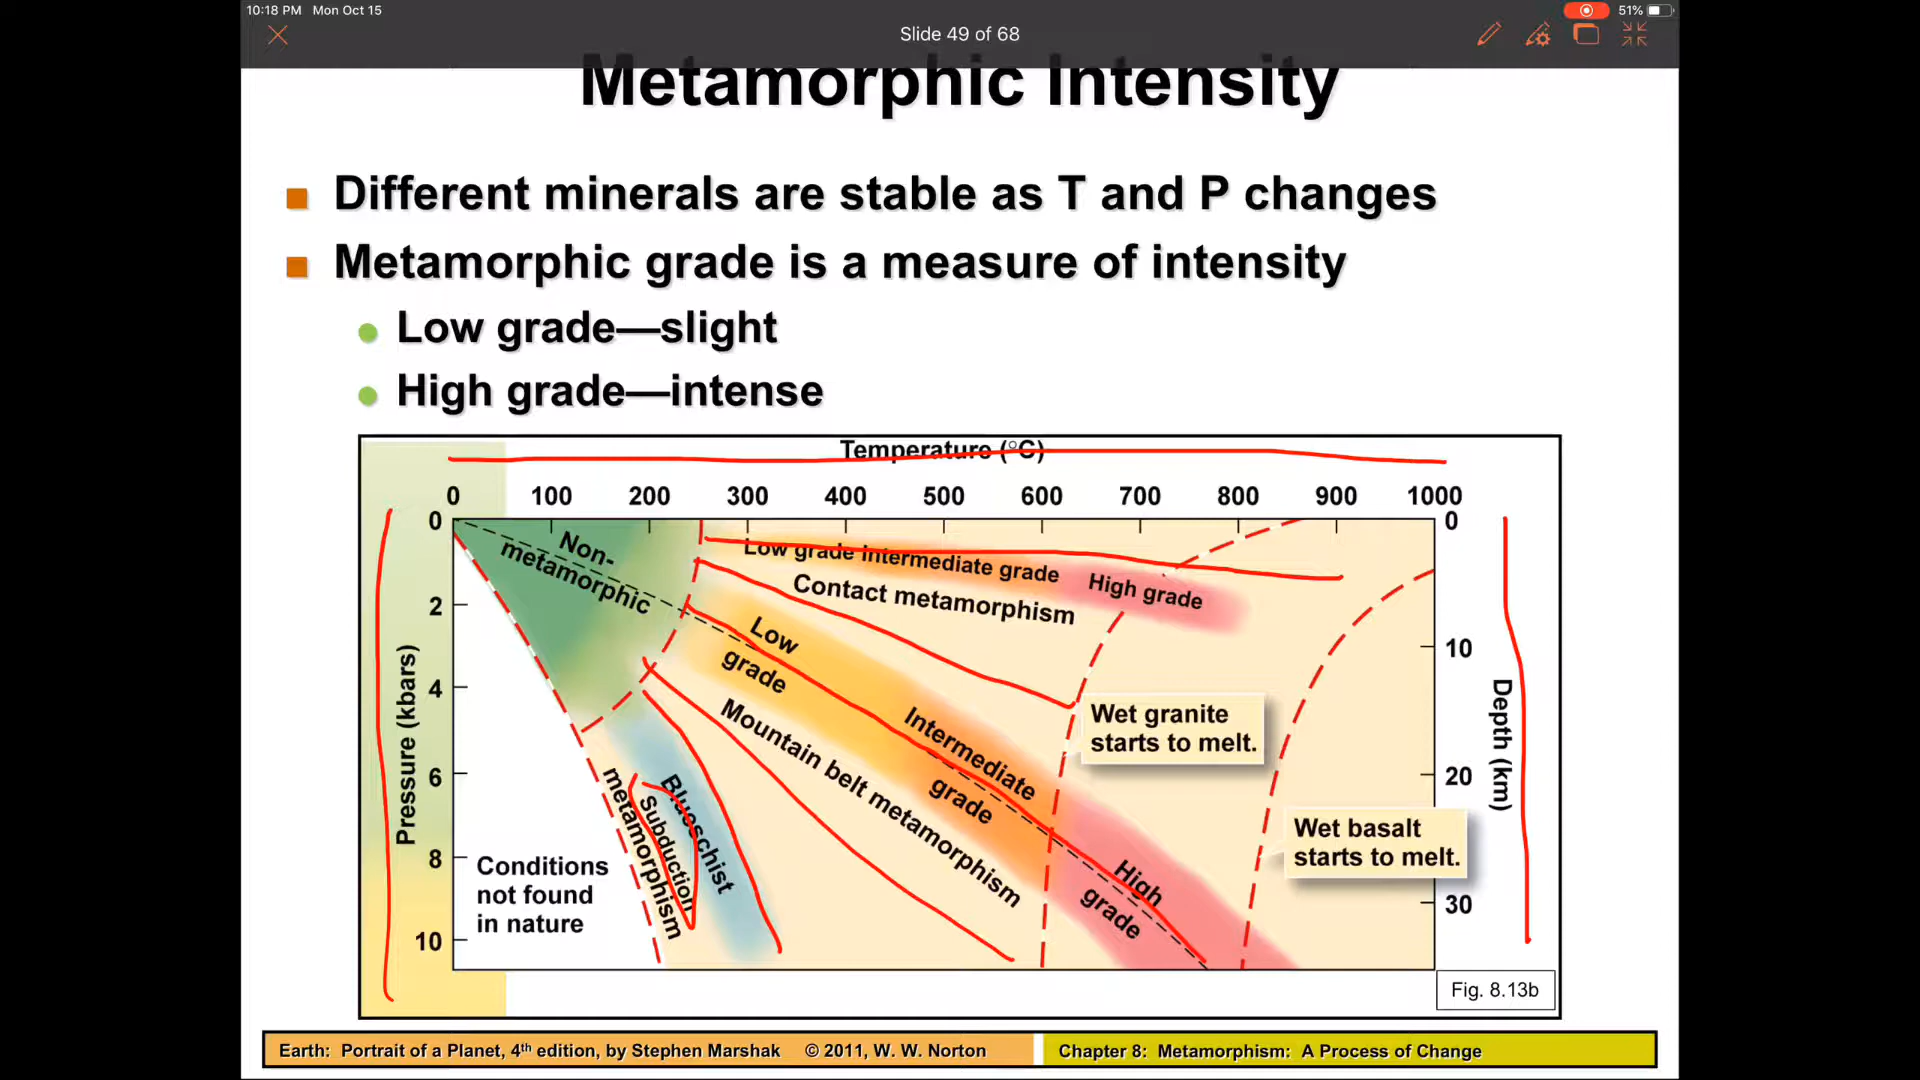 10:18 PM Mon Oct 15
51%
Slide 49 of 68
Metamorphic Intensity
Different minerals are stable as T and P changes
Metamorphic grade is a measure of intensity
Low grade—slight
High grade—intense
Temperature (°C)
0 100 200 300 400 500 600 700 800 900 1000
Pressure (kbars)
0
2
4
6
8
10
Depth (km)
0
10
20
30
Non-
metamorphic
Low grade Intermediate grade High grade
Contact metamorphism
Low
grade
Intermediate
grade
High
grade
Mountain belt metamorphism
Blueschist
Subduction
metamorphism
Wet granite
starts to melt.
Wet basalt
starts to melt.
Conditions
not found
in nature
Fig. 8.13b
Earth: Portrait of a Planet, 4th edition, by Stephen Marshak © 2011, W. W. Norton
Chapter 8: Metamorphism: A Process of Change